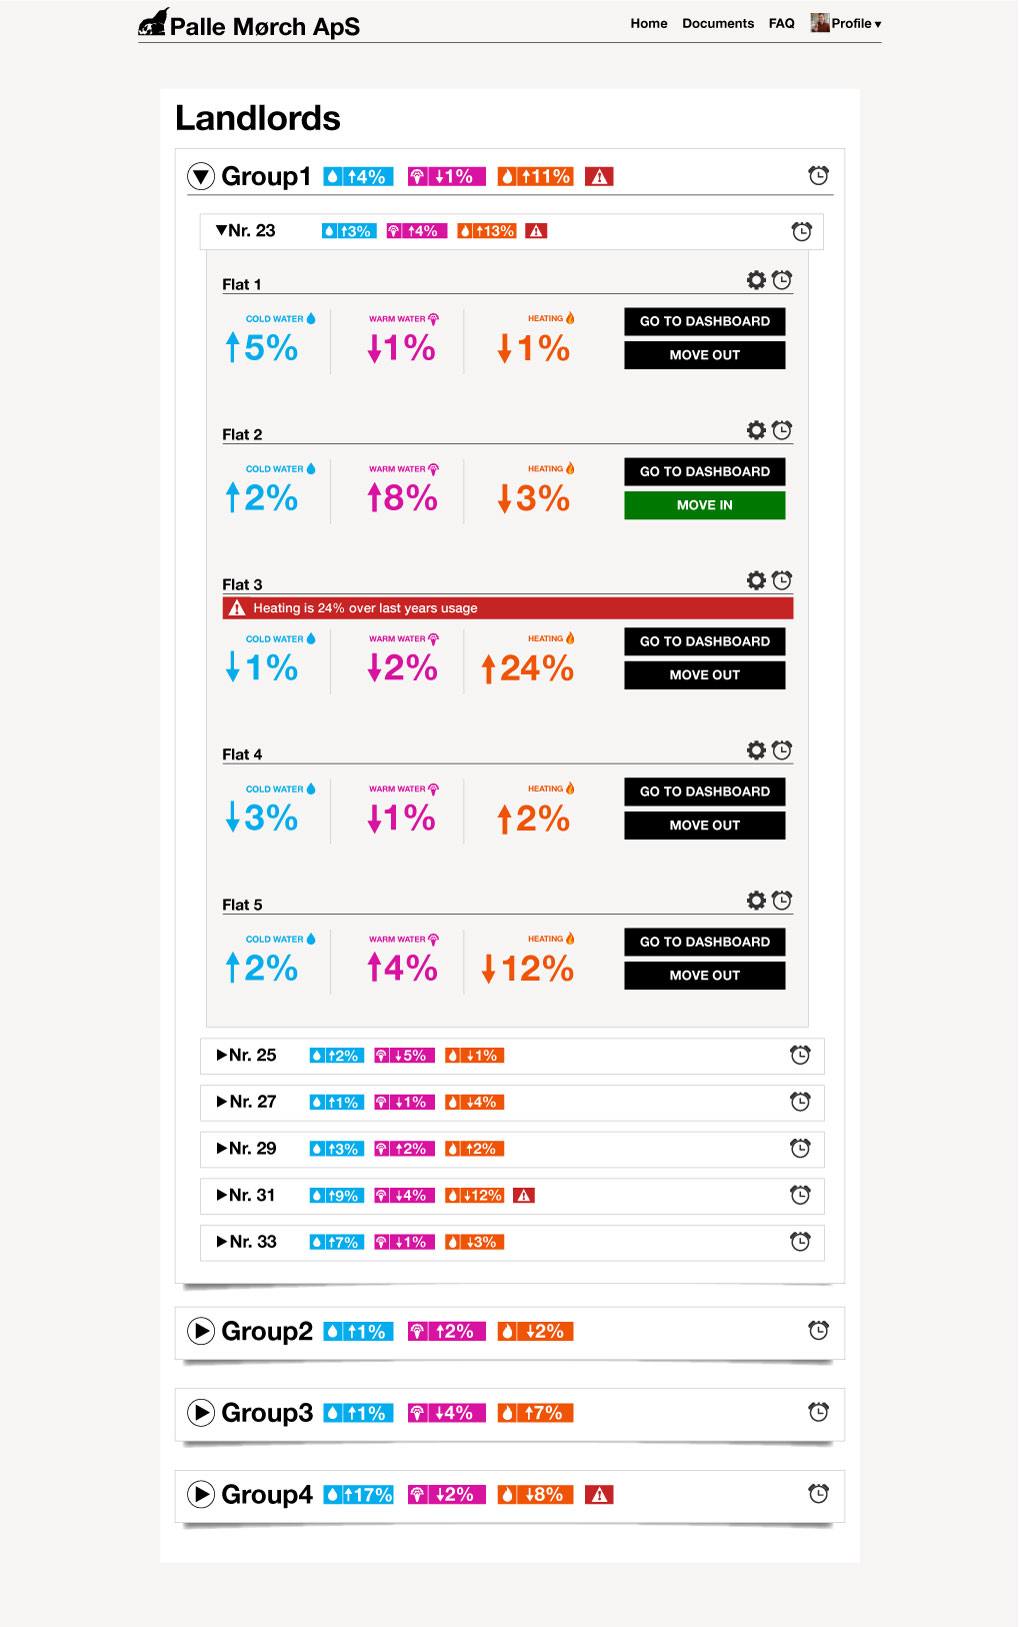 Palle Mørch ApS
Home Documents FAQ Profile ▾
Landlords
Group1 ↑4% ↓1% ↑11%
▼Nr. 23 ↑3% ↑4% ↑13%
Flat 1
COLD WATER WARM WATER HEATING
↑5% ↓1% ↓1%
GO TO DASHBOARD
MOVE OUT
Flat 2
COLD WATER WARM WATER HEATING
↑2% ↑8% ↓3%
GO TO DASHBOARD
MOVE IN
Flat 3
Heating is 24% over last years usage
COLD WATER WARM WATER HEATING
↓1% ↓2% ↑24%
GO TO DASHBOARD
MOVE OUT
Flat 4
COLD WATER WARM WATER HEATING
↓3% ↓1% ↑2%
GO TO DASHBOARD
MOVE OUT
Flat 5
COLD WATER WARM WATER HEATING
↑2% ↑4% ↓12%
GO TO DASHBOARD
MOVE OUT
▶Nr. 25 ↑2% ↓5% ↓1%
▶Nr. 27 ↑1% ↓1% ↓4%
▶Nr. 29 ↑3% ↑2% ↑2%
▶Nr. 31 ↑9% ↓4% ↓12%
▶Nr. 33 ↑7% ↓1% ↓3%
Group2 ↑1% ↑2% ↓2%
Group3 ↑1% ↓4% ↑7%
Group4 ↑17% ↓2% ↓8%